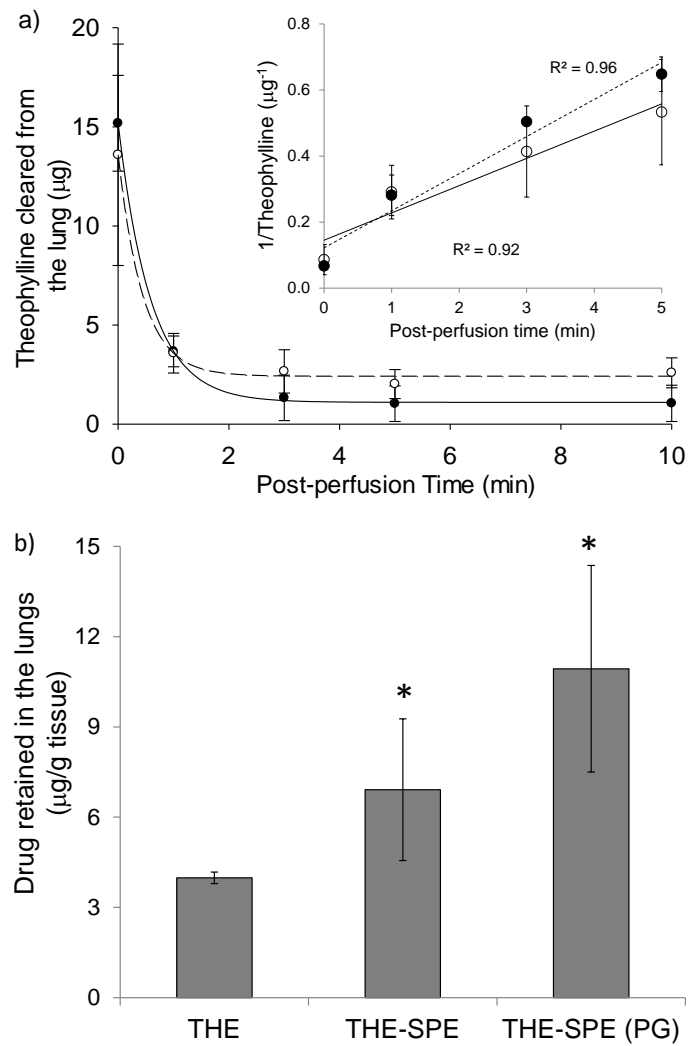 a)
20
15
10
5
0
Theophylline cleared from
the lung (µg)
0
2
4
6
8
10
Post-perfusion Time (min)
0.8
0.6
0.4
0.2
0.0
1/Theophylline (µg⁻¹)
R² = 0.96
R² = 0.92
0
1
2
3
4
5
Post-perfusion time (min)
b)
15
12
9
6
3
0
Drug retained in the lungs
(µg/g tissue)
*
*
THE
THE-SPE
THE-SPE (PG)